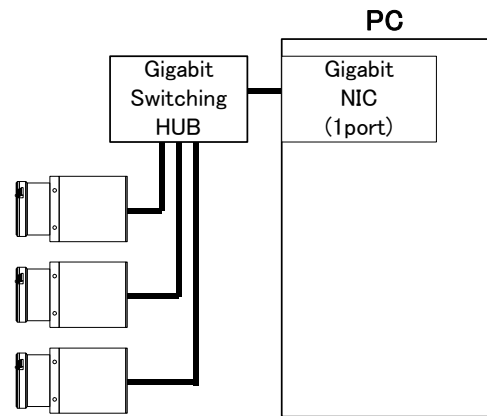 PC
Gigabit
Switching
HUB
Gigabit
NIC
(1port)